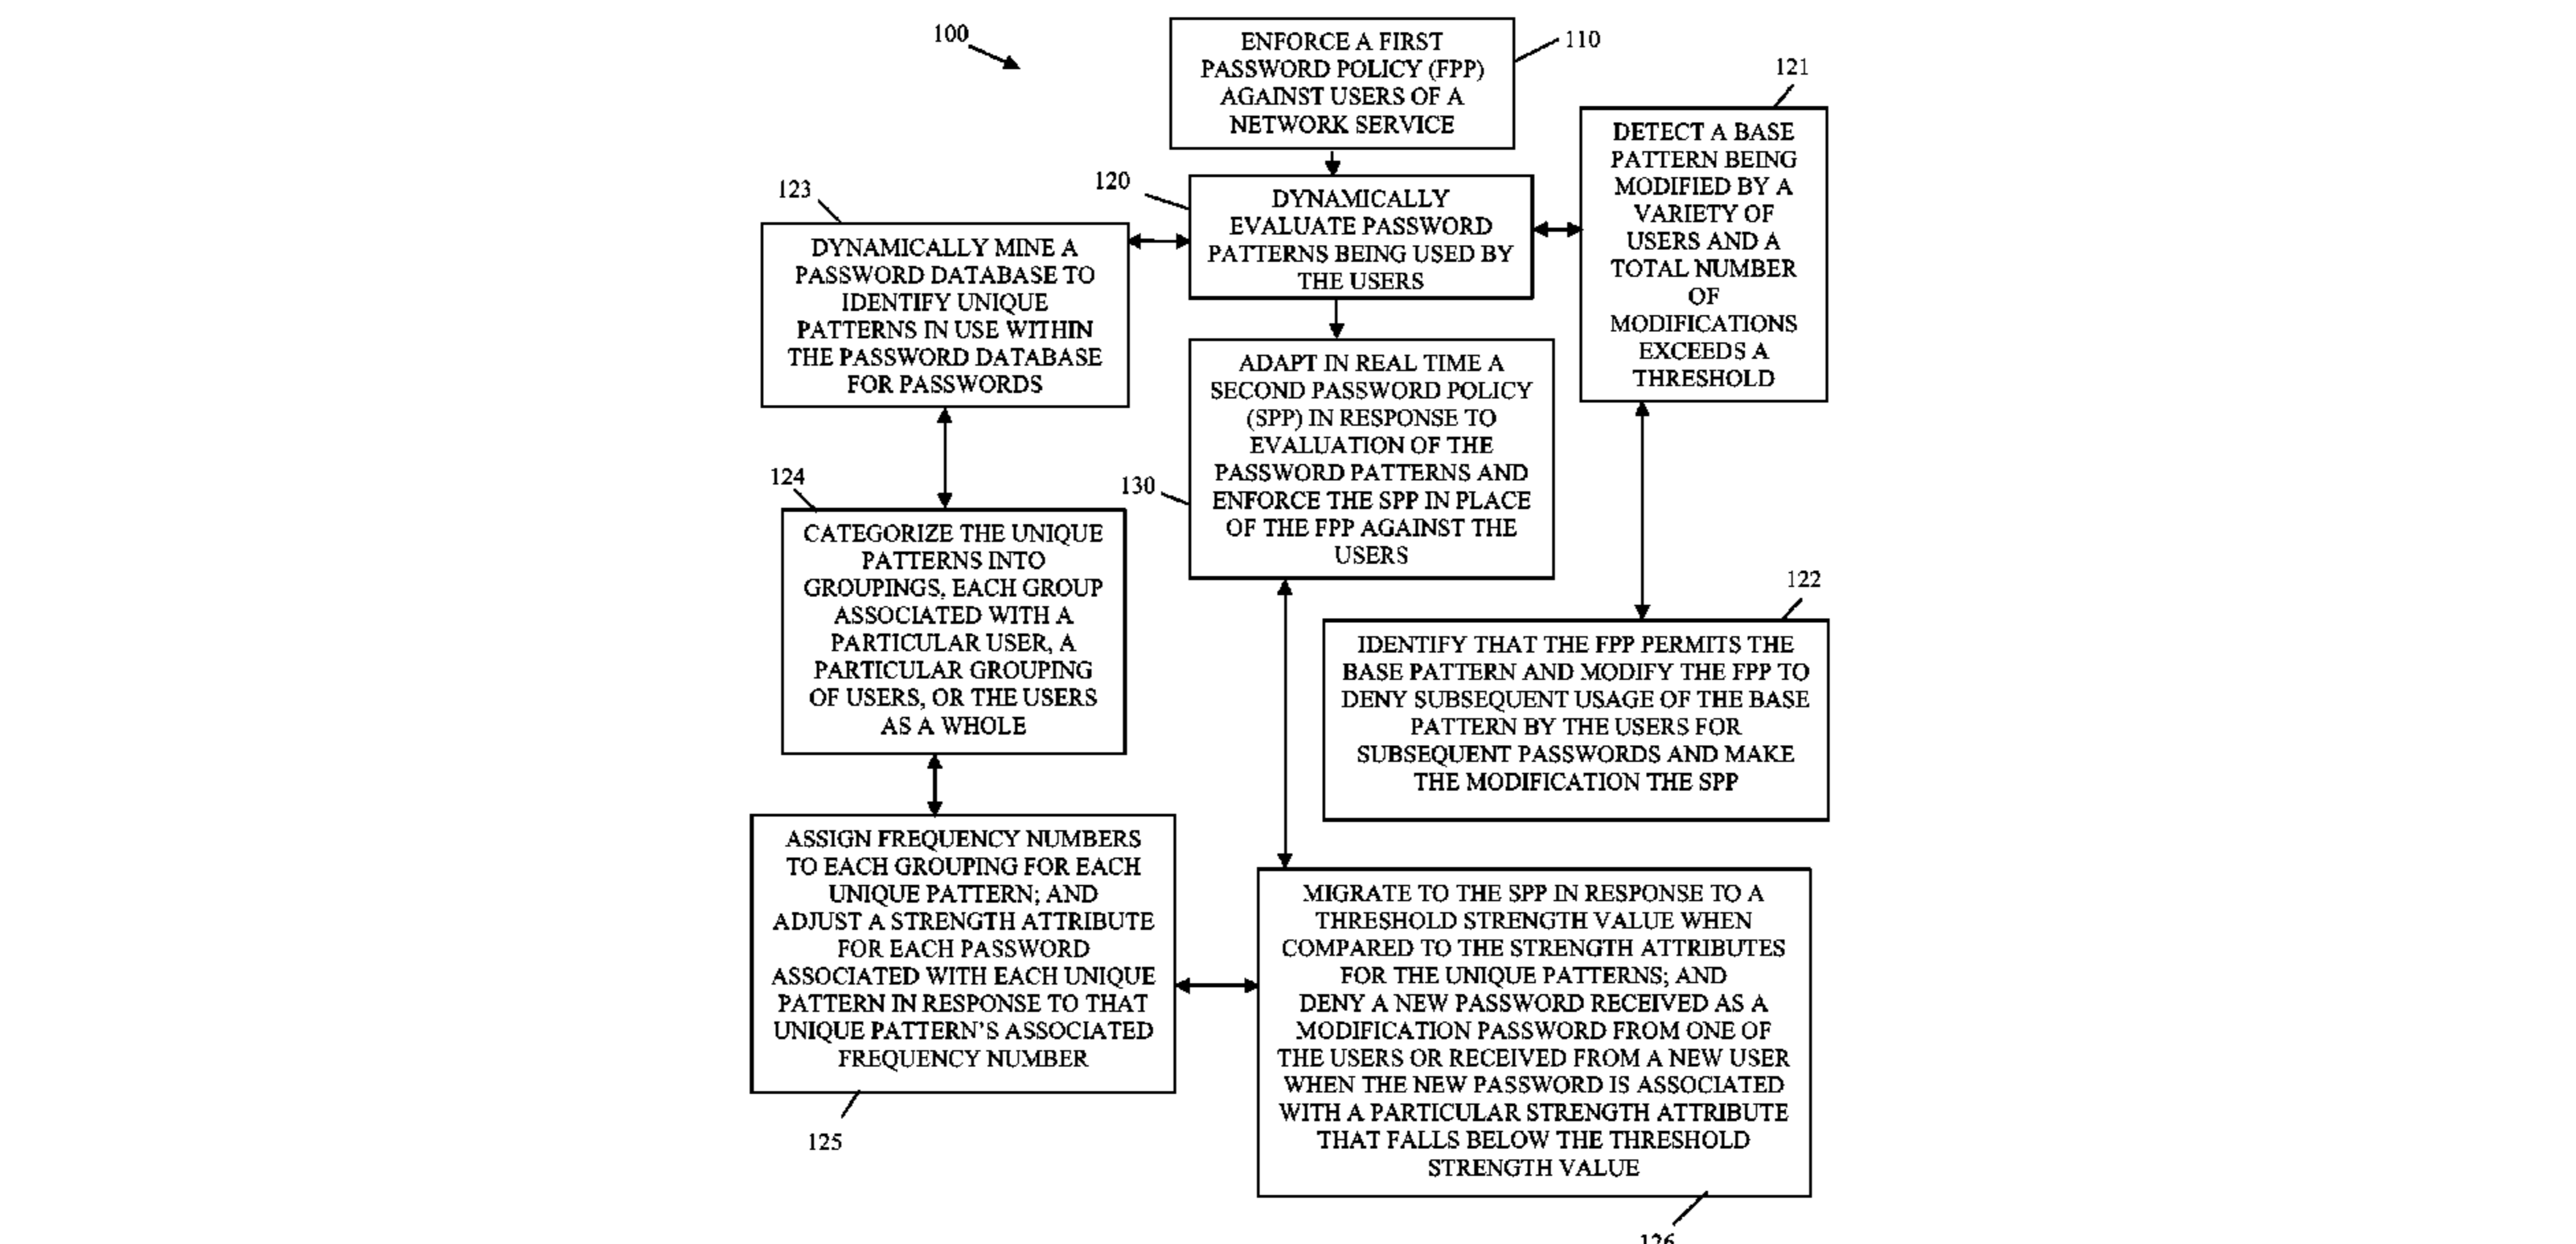 100
ENFORCE A FIRST
PASSWORD POLICY (FPP)
AGAINST USERS OF A
NETWORK SERVICE
110
121
DETECT A BASE
PATTERN BEING
MODIFIED BY A
VARIETY OF
USERS AND A
TOTAL NUMBER
OF
MODIFICATIONS
EXCEEDS A
THRESHOLD
120
DYNAMICALLY
EVALUATE PASSWORD
PATTERNS BEING USED BY
THE USERS
123
DYNAMICALLY MINE A
PASSWORD DATABASE TO
IDENTIFY UNIQUE
PATTERNS IN USE WITHIN
THE PASSWORD DATABASE
FOR PASSWORDS
ADAPT IN REAL TIME A
SECOND PASSWORD POLICY
(SPP) IN RESPONSE TO
EVALUATION OF THE
PASSWORD PATTERNS AND
ENFORCE THE SPP IN PLACE
OF THE FPP AGAINST THE
USERS
130
124
CATEGORIZE THE UNIQUE
PATTERNS INTO
GROUPINGS, EACH GROUP
ASSOCIATED WITH A
PARTICULAR USER, A
PARTICULAR GROUPING
OF USERS, OR THE USERS
AS A WHOLE
122
IDENTIFY THAT THE FPP PERMITS THE
BASE PATTERN AND MODIFY THE FPP TO
DENY SUBSEQUENT USAGE OF THE BASE
PATTERN BY THE USERS FOR
SUBSEQUENT PASSWORDS AND MAKE
THE MODIFICATION THE SPP
ASSIGN FREQUENCY NUMBERS
TO EACH GROUPING FOR EACH
UNIQUE PATTERN; AND
ADJUST A STRENGTH ATTRIBUTE
FOR EACH PASSWORD
ASSOCIATED WITH EACH UNIQUE
PATTERN IN RESPONSE TO THAT
UNIQUE PATTERN'S ASSOCIATED
FREQUENCY NUMBER
125
MIGRATE TO THE SPP IN RESPONSE TO A
THRESHOLD STRENGTH VALUE WHEN
COMPARED TO THE STRENGTH ATTRIBUTES
FOR THE UNIQUE PATTERNS; AND
DENY A NEW PASSWORD RECEIVED AS A
MODIFICATION PASSWORD FROM ONE OF
THE USERS OR RECEIVED FROM A NEW USER
WHEN THE NEW PASSWORD IS ASSOCIATED
WITH A PARTICULAR STRENGTH ATTRIBUTE
THAT FALLS BELOW THE THRESHOLD
STRENGTH VALUE
126